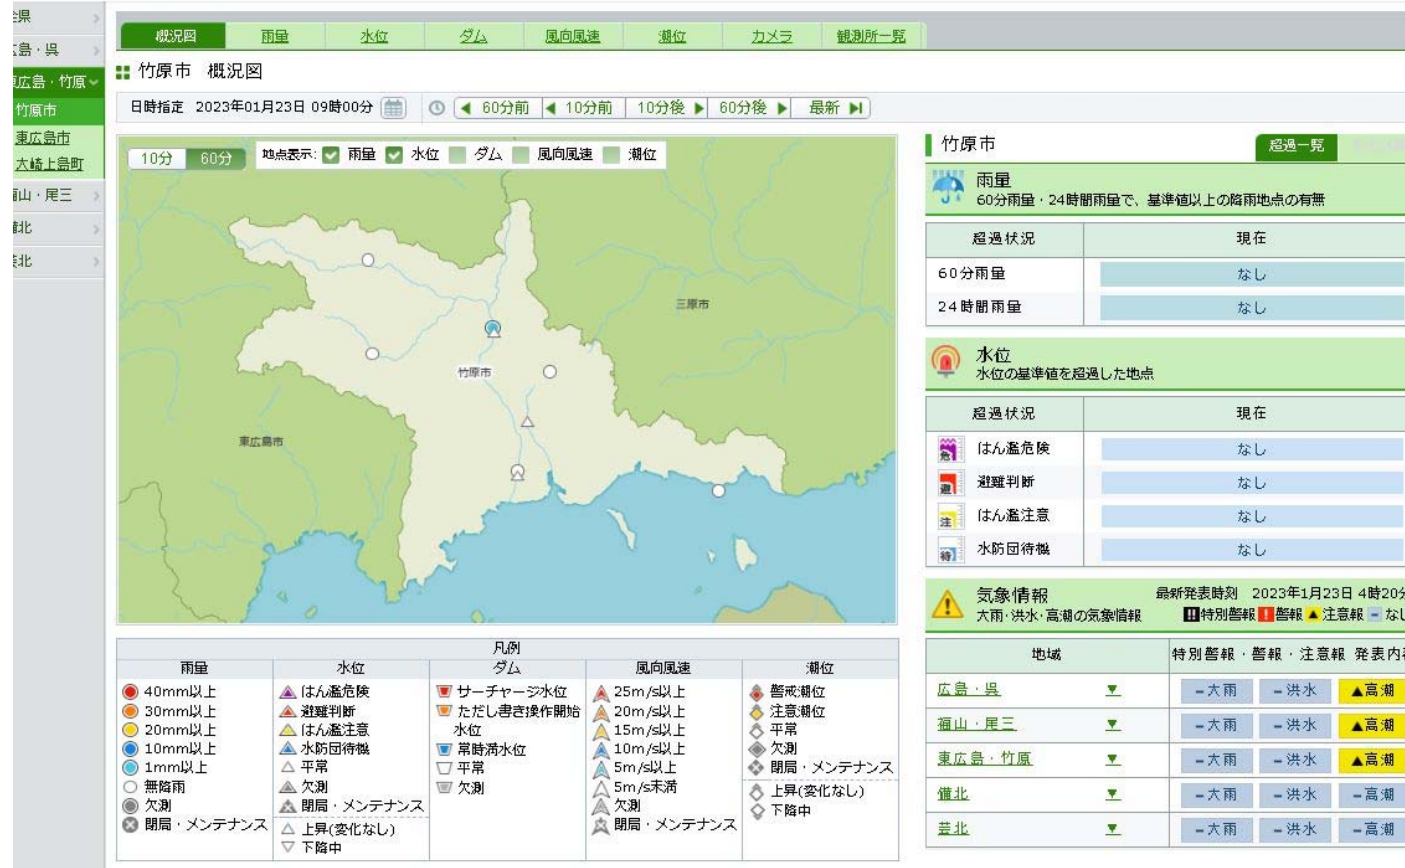 県
島・呉
広島・竹原
竹原市
東広島市
大崎上島町
山・尾三
北
北
概況図 雨量 水位 ダム 風向風速 潮位 カメラ 観測所一覧
竹原市 概況図
日時指定 2023年01月23日 09時00分 60分前 10分前 10分後 60分後 最新
10分 60分 地点表示: 雨量 水位 ダム 風向風速 潮位
三原市
竹原市
東広島市
凡例
雨量 水位 ダム 風向風速 潮位
40mm以上
30mm以上
20mm以上
10mm以上
1mm以上
無降雨
欠測
閉局・メンテナンス
はん濫危険
避難判断
はん濫注意
水防団待機
平常
欠測
閉局・メンテナンス
上昇(変化なし)
下降中
サーチャージ水位
ただし書き操作開始
水位
常時満水位
平常
欠測
25m/s以上
20m/s以上
15m/s以上
10m/s以上
5m/s以上
5m/s未満
欠測
閉局・メンテナンス
警戒潮位
注意潮位
平常
欠測
閉局・メンテナンス
上昇(変化なし)
下降中
竹原市 超過一覧
雨量
60分雨量・24時間雨量で、基準値以上の降雨地点の有無
超過状況 現在
60分雨量 なし
24時間雨量 なし
水位
水位の基準値を超過した地点
超過状況 現在
危 はん濫危険 なし
避 避難判断 なし
注 はん濫注意 なし
待 水防団待機 なし
気象情報 最新発表時刻 2023年1月23日 4時20分
大雨・洪水・高潮の気象情報 特別警報 警報 注意報 なし
地域 特別警報・警報・注意報 発表内
広島・呉 ▼ −大雨 −洪水 ▲高潮
福山・尾三 ▼ −大雨 −洪水 ▲高潮
東広島・竹原 ▼ −大雨 −洪水 ▲高潮
備北 ▼ −大雨 −洪水 −高潮
芸北 ▼ −大雨 −洪水 −高潮